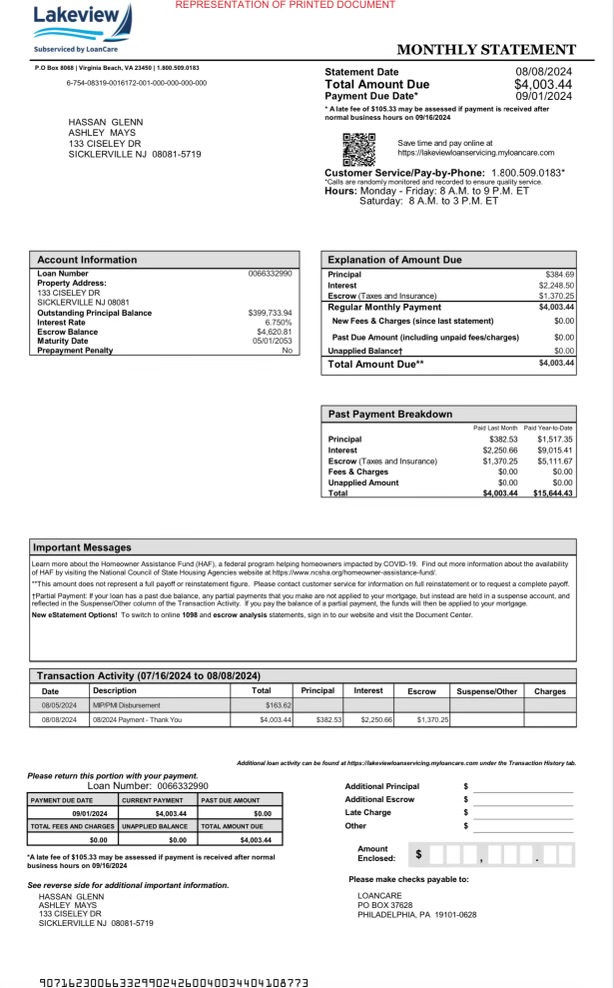 REPRESENTATION OF PRINTED DOCUMENT
Lakeview
Subserviced by LoanCare
MONTHLY STATEMENT
P.O Box 8068 | Virginia Beach, VA 23450 | 1.800.509.0183
6-754-08319-0016172-001-000-000-000-000
HASSAN GLENN
ASHLEY MAYS
133 CISELEY DR
SICKLERVILLE NJ 08081-5719
Statement Date 08/08/2024
Total Amount Due $4,003.44
Payment Due Date* 09/01/2024
* A late fee of $105.33 may be assessed if payment is received after
normal business hours on 09/16/2024
Save time and pay online at
https://lakeviewloanservicing.myloancare.com
Customer Service/Pay-by-Phone: 1.800.509.0183*
*Calls are randomly monitored and recorded to ensure quality service.
Hours: Monday - Friday: 8 A.M. to 9 P.M. ET
Saturday: 8 A.M. to 3 P.M. ET
Account Information
Loan Number 0066332990
Property Address:
133 CISELEY DR
SICKLERVILLE NJ 08081
Outstanding Principal Balance $399,733.94
Interest Rate 6.750%
Escrow Balance $4,620.81
Maturity Date 05/01/2053
Prepayment Penalty No
Explanation of Amount Due
Principal $384.69
Interest $2,248.50
Escrow (Taxes and Insurance) $1,370.25
Regular Monthly Payment $4,003.44
New Fees & Charges (since last statement) $0.00
Past Due Amount (including unpaid fees/charges) $0.00
Unapplied Balance† $0.00
Total Amount Due** $4,003.44
Past Payment Breakdown
Paid Last Month Paid Year-to-Date
Principal $382.53 $1,517.35
Interest $2,250.66 $9,015.41
Escrow (Taxes and Insurance) $1,370.25 $5,111.67
Fees & Charges $0.00 $0.00
Unapplied Amount $0.00 $0.00
Total $4,003.44 $15,644.43
Important Messages
Learn more about the Homeowner Assistance Fund (HAF), a federal program helping homeowners impacted by COVID-19. Find out more information about the availability
of HAF by visiting the National Council of State Housing Agencies website at https://www.ncsha.org/homeowner-assistance-fund/.
**This amount does not represent a full payoff or reinstatement figure. Please contact customer service for information on full reinstatement or to request a complete payoff.
†Partial Payment: If your loan has a past due balance, any partial payments that you make are not applied to your mortgage, but instead are held in a suspense account, and
reflected in the Suspense/Other column of the Transaction Activity. If you pay the balance of a partial payment, the funds will then be applied to your mortgage.
New eStatement Options! To switch to online 1098 and escrow analysis statements, sign in to our website and visit the Document Center.
Transaction Activity (07/16/2024 to 08/08/2024)
Date Description Total Principal Interest Escrow Suspense/Other Charges
08/05/2024 MIP/PMI Disbursement $163.62
08/08/2024 08/2024 Payment - Thank You $4,003.44 $382.53 $2,250.66 $1,370.25
Additional loan activity can be found at https://lakeviewloanservicing.myloancare.com under the Transaction History tab.
Please return this portion with your payment.
Loan Number: 0066332990
PAYMENT DUE DATE CURRENT PAYMENT PAST DUE AMOUNT
09/01/2024 $4,003.44 $0.00
TOTAL FEES AND CHARGES UNAPPLIED BALANCE TOTAL AMOUNT DUE
$0.00 $0.00 $4,003.44
*A late fee of $105.33 may be assessed if payment is received after normal
business hours on 09/16/2024
See reverse side for additional important information.
HASSAN GLENN
ASHLEY MAYS
133 CISELEY DR
SICKLERVILLE NJ 08081-5719
Additional Principal $
Additional Escrow $
Late Charge $
Other $
Amount
Enclosed: $ , .
Please make checks payable to:
LOANCARE
PO BOX 37628
PHILADELPHIA, PA 19101-0628
9071623006633299024260040034404108773